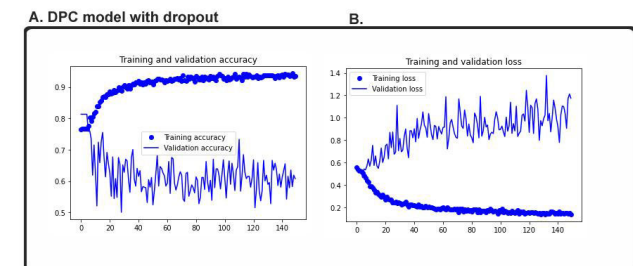 A. DPC model with dropout
B.
Training and validation accuracy
0.9
0.8
0.7
0.6
0.5
Training accuracy
Validation accuracy
0 20 40 60 80 100 120 140
Training and validation loss
1.4
1.2
1.0
0.8
0.6
0.4
0.2
Training loss
Validation loss
0 20 40 60 80 100 120 140